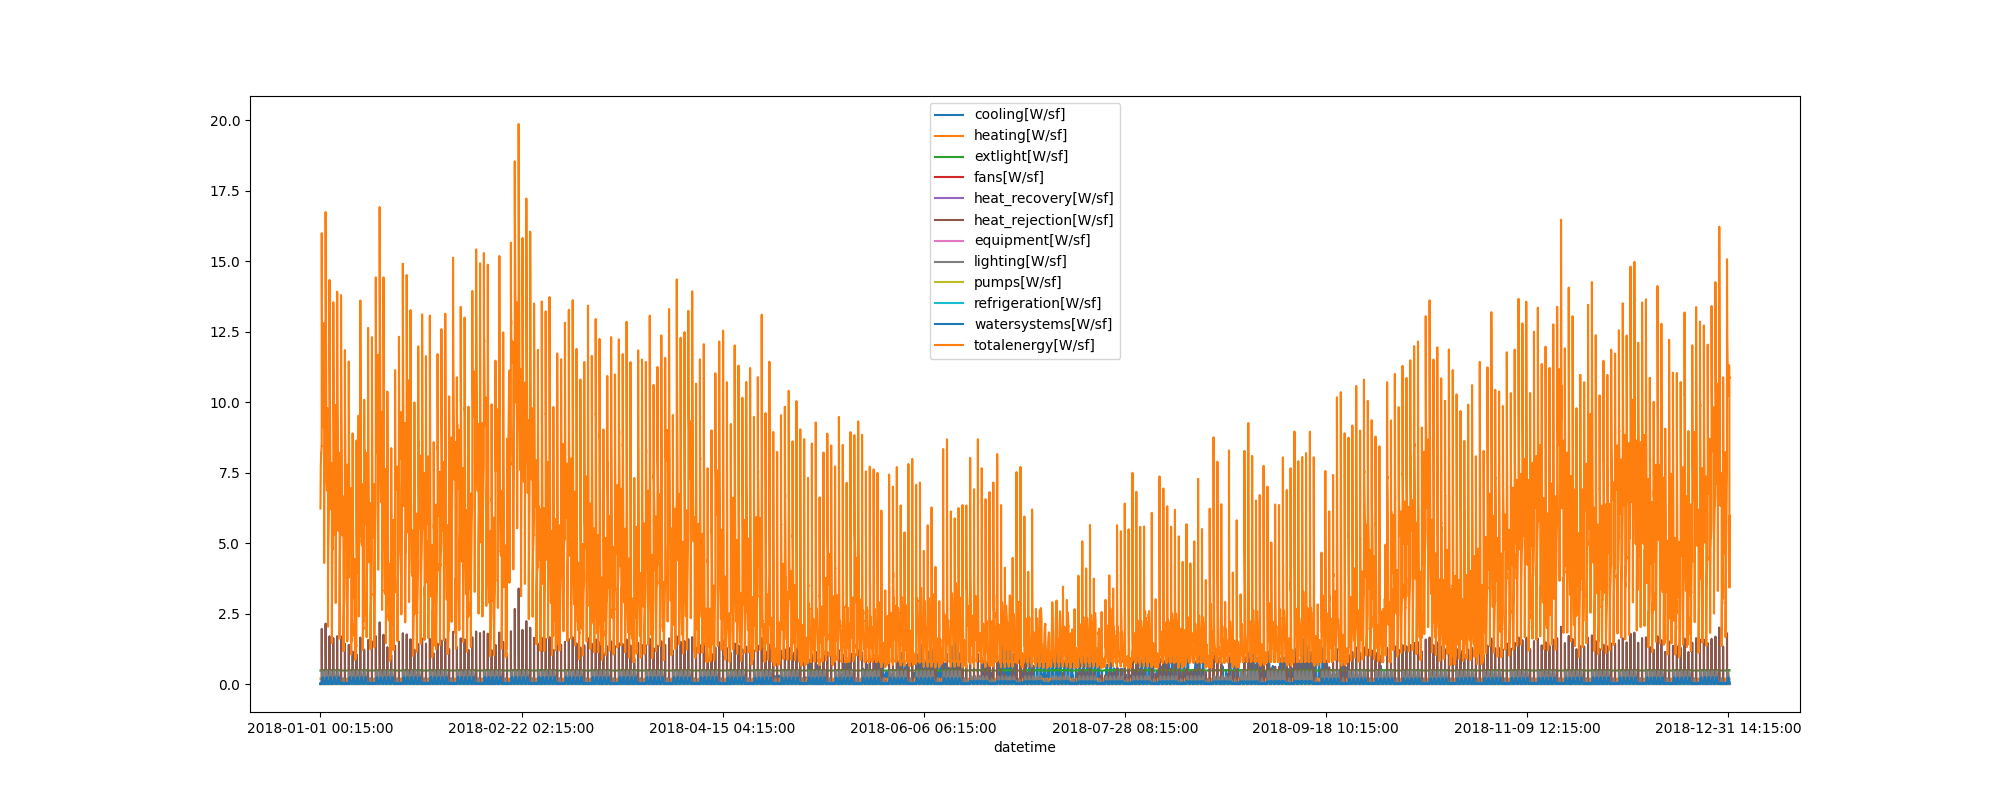 20.0
17.5
15.0
12.5
10.0
7.5
5.0
2.5
0.0
cooling[W/sf]
heating[W/sf]
extlight[W/sf]
fans[W/sf]
heat_recovery[W/sf]
heat_rejection[W/sf]
equipment[W/sf]
lighting[W/sf]
pumps[W/sf]
refrigeration[W/sf]
watersystems[W/sf]
totalenergy[W/sf]
2018-01-01 00:15:00 2018-02-22 02:15:00 2018-04-15 04:15:00 2018-06-06 06:15:00 2018-07-28 08:15:00 2018-09-18 10:15:00 2018-11-09 12:15:00 2018-12-31 14:15:00
datetime